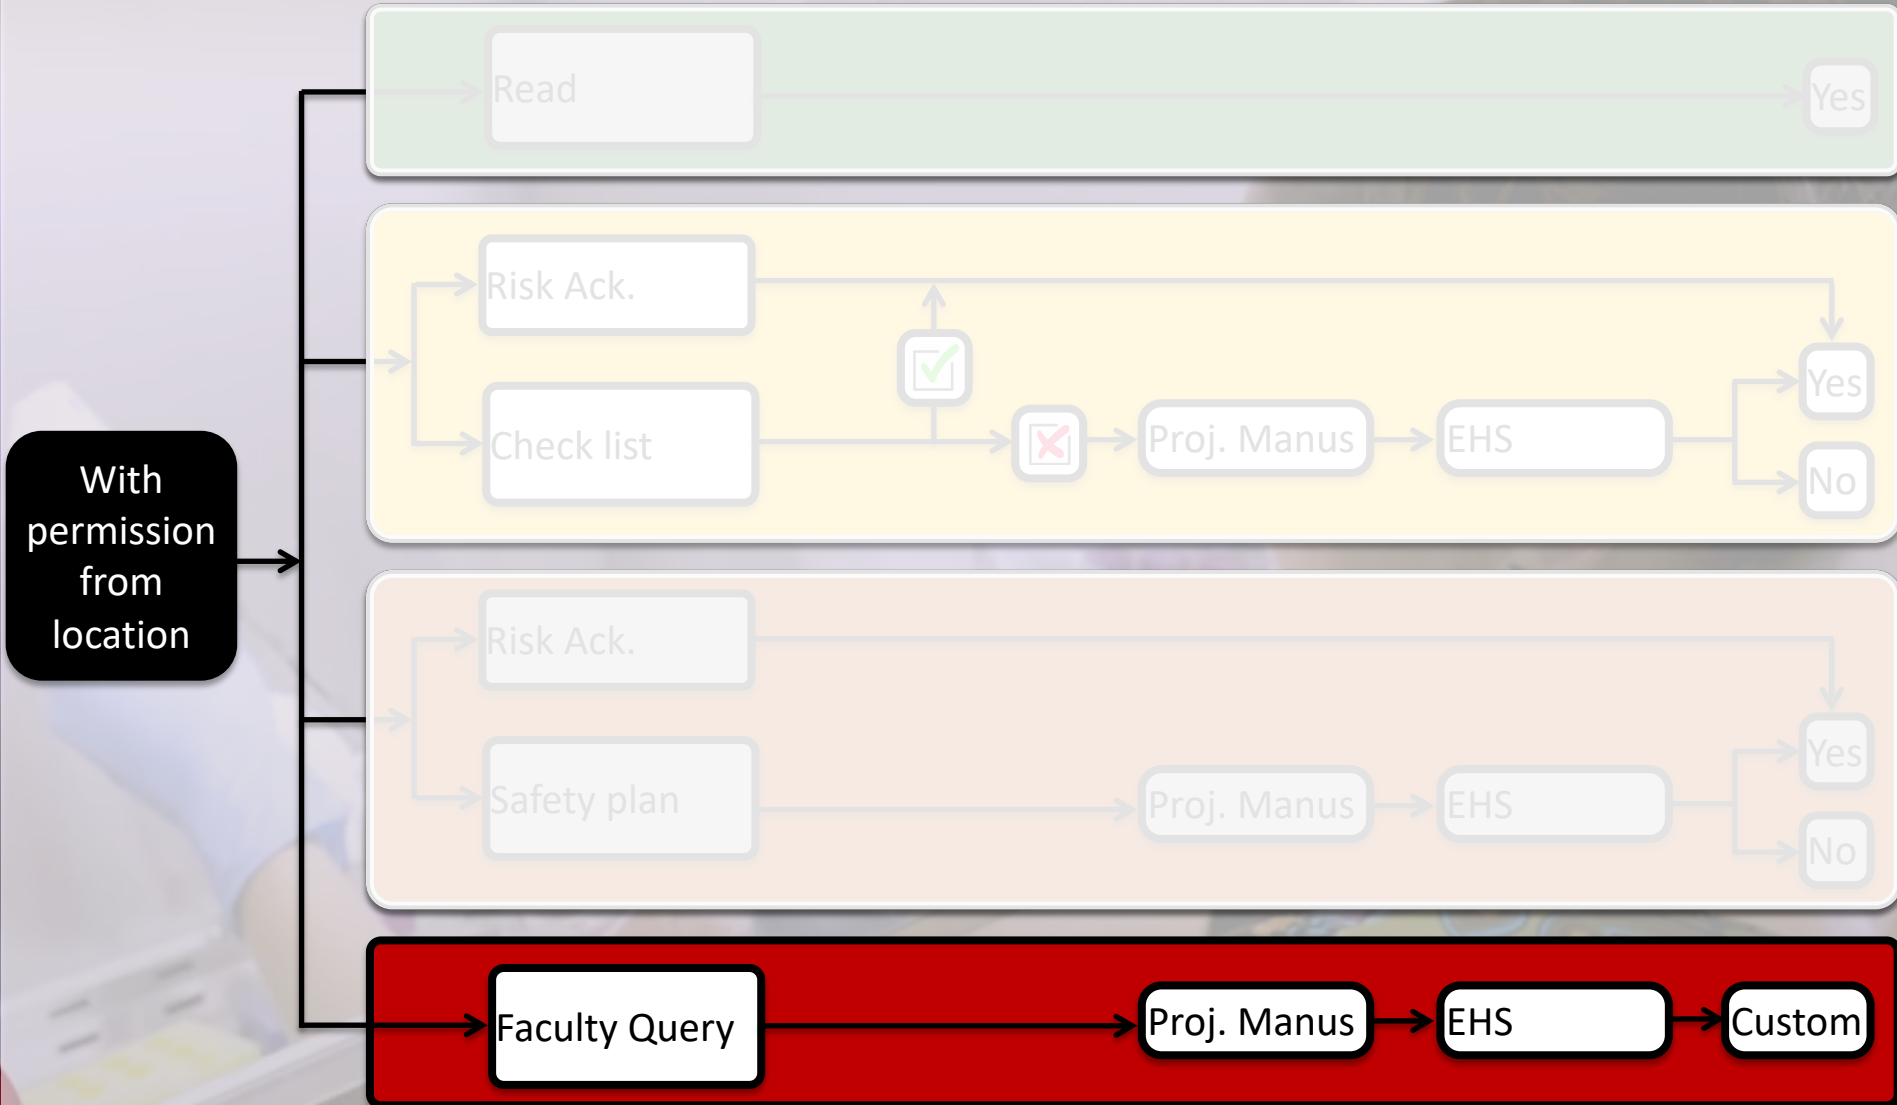 With
permission
from
location
Read
Yes
Risk Ack.
Check list
Proj. Manus
EHS
Yes
No
Risk Ack.
Safety plan
Proj. Manus
EHS
Yes
No
Faculty Query
Proj. Manus
EHS
Custom